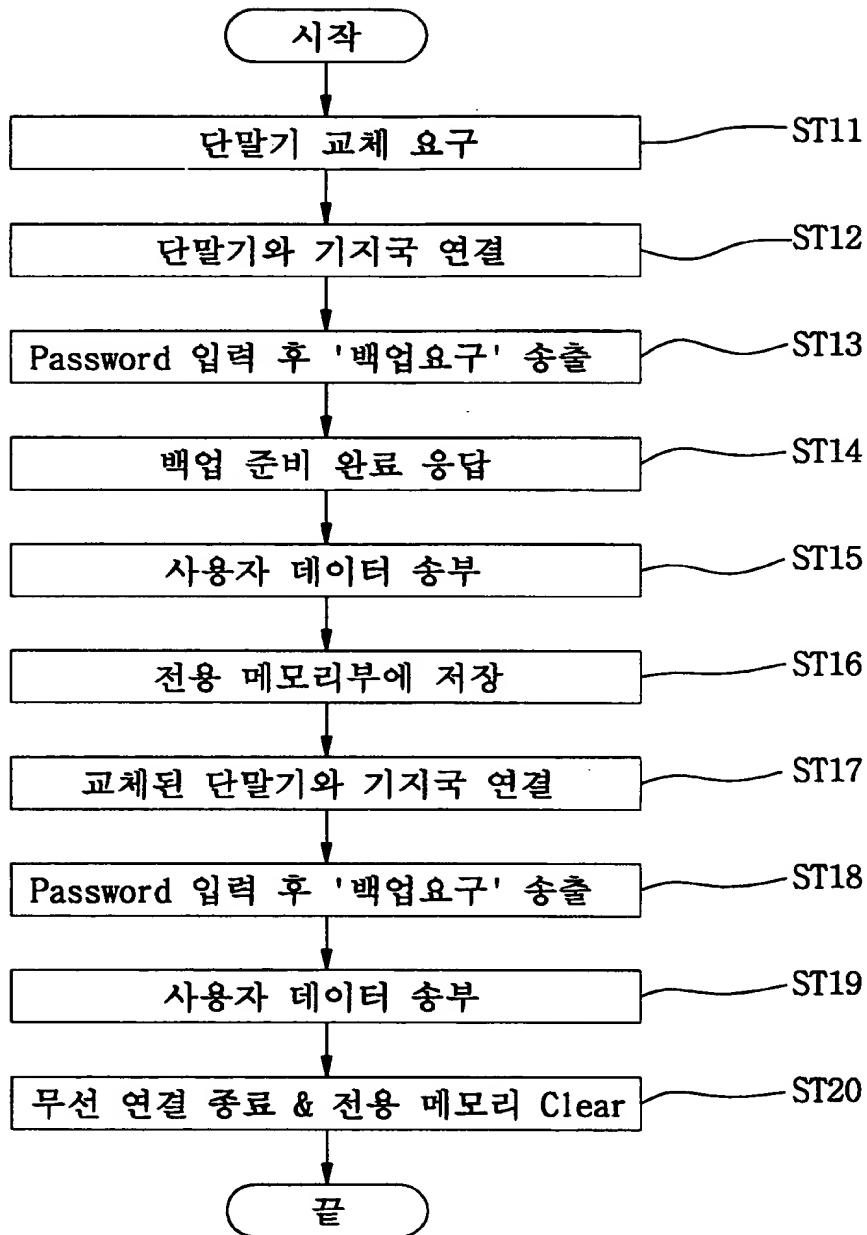 시작
단말기 교체 요구
ST11
단말기와 기지국 연결
ST12
Password 입력 후 '백업요구' 송출
ST13
백업 준비 완료 응답
ST14
사용자 데이터 송부
ST15
전용 메모리부에 저장
ST16
교체된 단말기와 기지국 연결
ST17
Password 입력 후 '백업요구' 송출
ST18
사용자 데이터 송부
ST19
무선 연결 종료 & 전용 메모리 Clear
ST20
끝